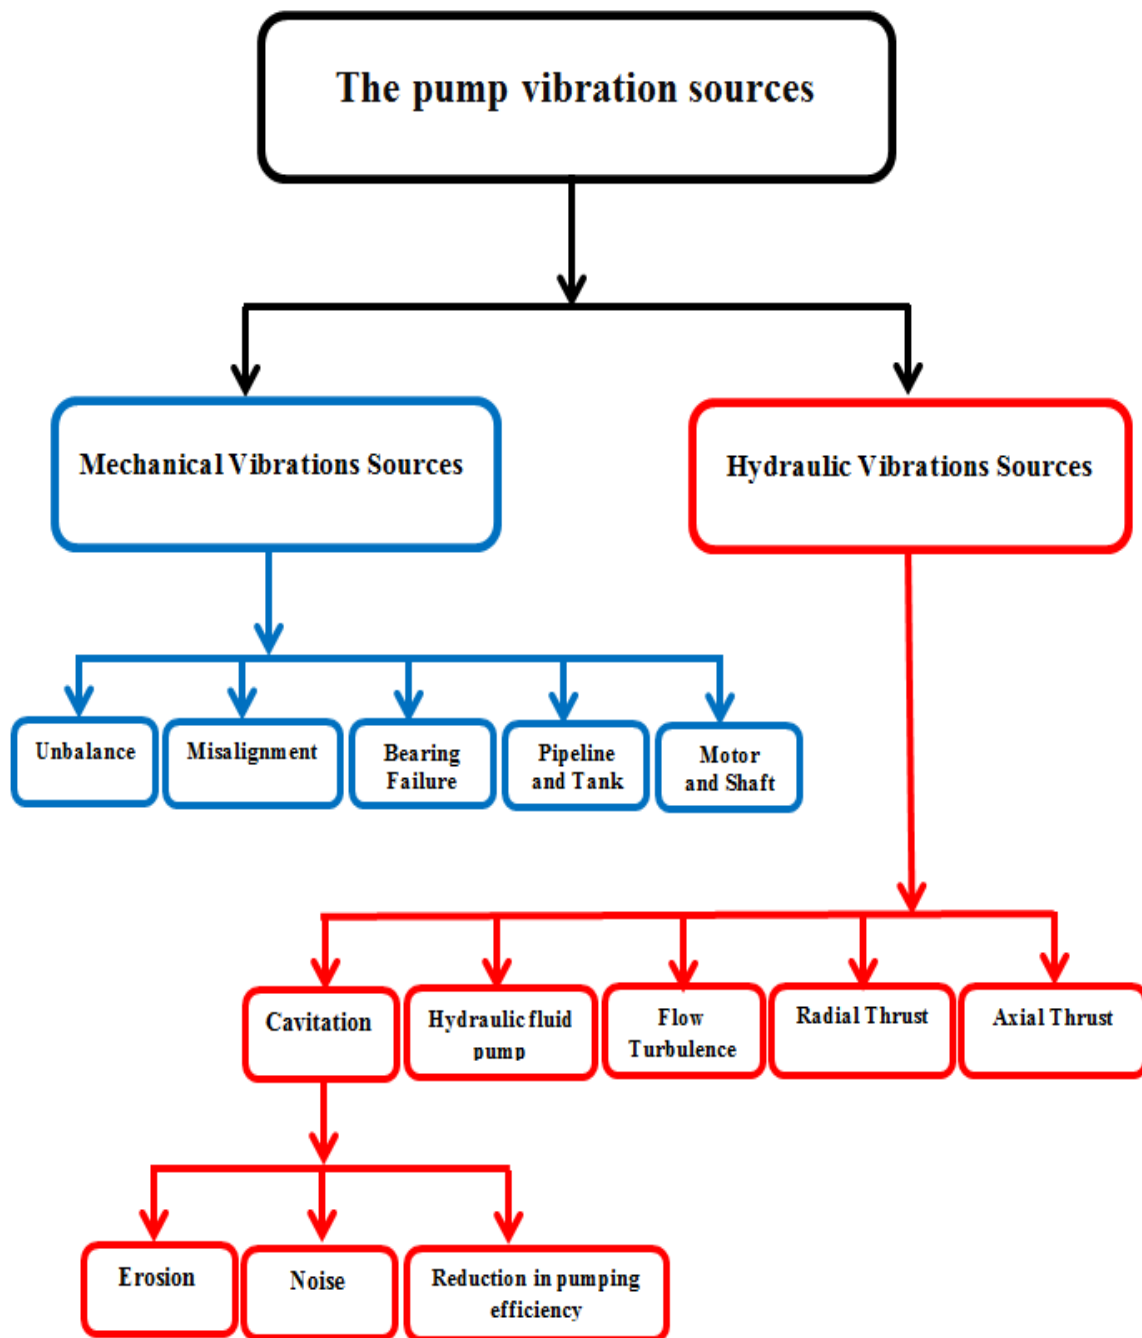 The pump vibration sources
Mechanical Vibrations Sources
Hydraulic Vibrations Sources
Unbalance
Misalignment
Bearing
Failure
Pipeline
and Tank
Motor
and Shaft
Cavitation
Hydraulic fluid
pump
Flow
Turbulence
Radial Thrust
Axial Thrust
Erosion
Noise
Reduction in pumping
efficiency